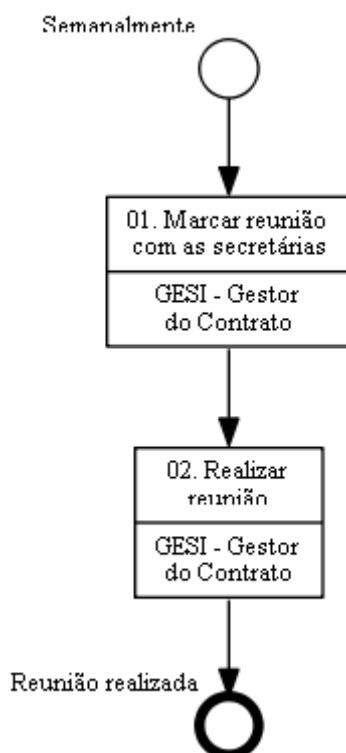 Semanalmente
01. Marcar reunião
com as secretárias
GESI - Gestor
do Contrato
02. Realizar
reunião
GESI - Gestor
do Contrato
Reunião realizada